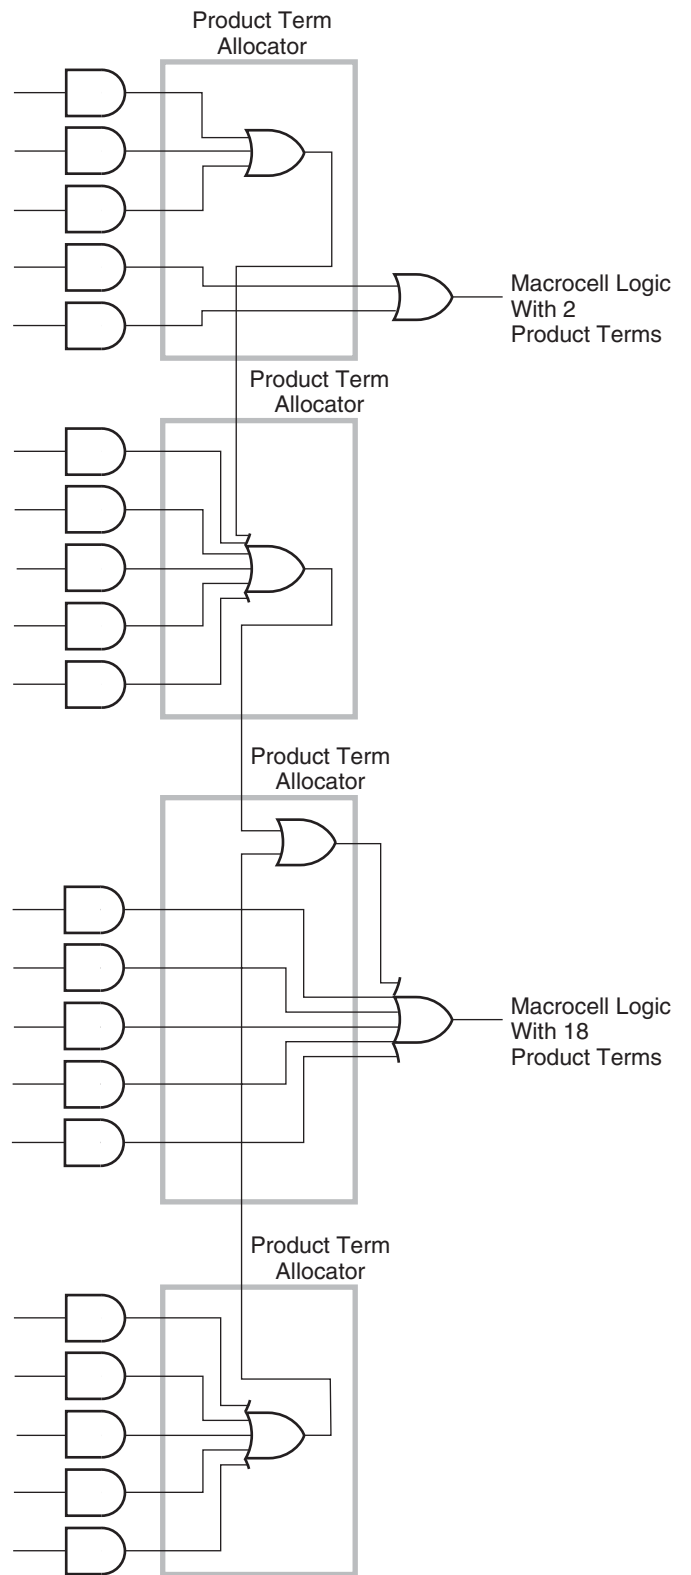 Product Term
Allocator
Macrocell Logic
With 2
Product Terms
Product Term
Allocator
Product Term
Allocator
Macrocell Logic
With 18
Product Terms
Product Term
Allocator